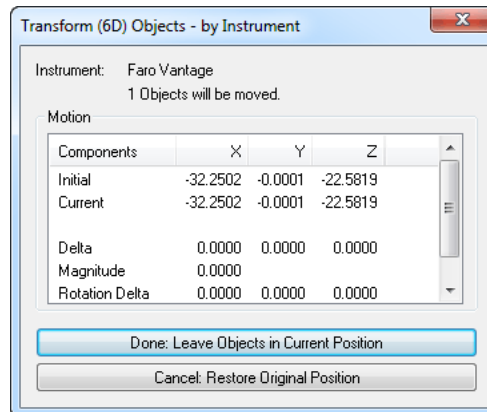 Transform (6D) Objects - by Instrument
Instrument: Faro Vantage
1 Objects will be moved.
Motion
Components X Y Z
Initial -32.2502 -0.0001 -22.5819
Current -32.2502 -0.0001 -22.5819
Delta 0.0000 0.0000 0.0000
Magnitude 0.0000
Rotation Delta 0.0000 0.0000 0.0000
Done: Leave Objects in Current Position
Cancel: Restore Original Position